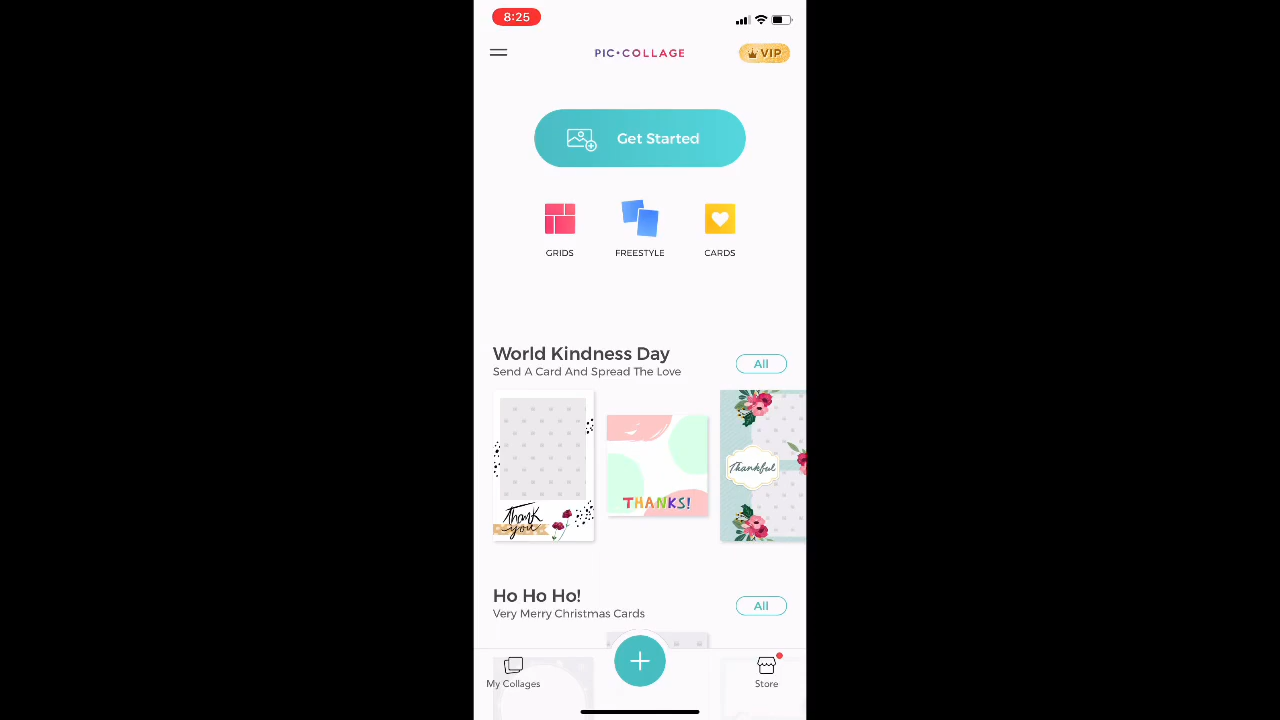 8:25
PIC•COLLAGE
VIP
Get Started
GRIDS
FREESTYLE
CARDS
World Kindness Day
All
Send A Card And Spread The Love
Thank you
THANKS!
Thankful
Ho Ho Ho!
All
Very Merry Christmas Cards
My Collages
Store